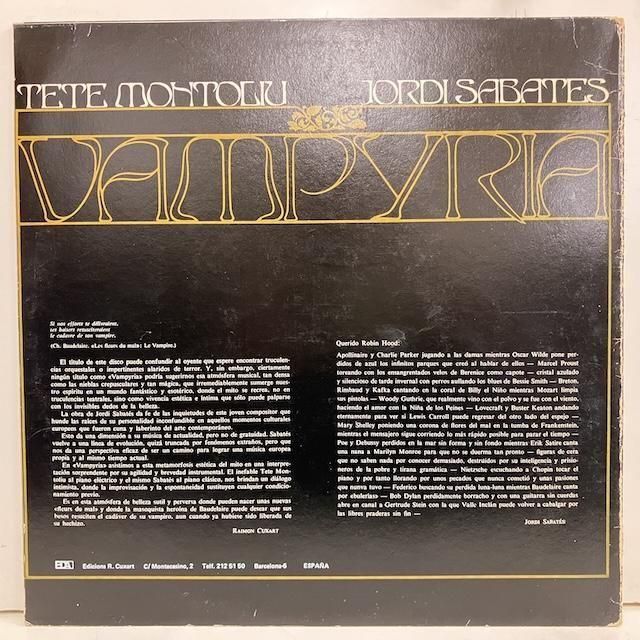 TETE MONTOLIU JORDI SABATES
VAMPYRIA
Si nos efforts te délivraient,
tes baisers resusciteraient
le cadavre de ton vampire.
(Ch. Baudelaire. «Les fleurs du mal»: Le Vampire.)
El título de este disco puede confundir al oyente que espere encontrar truculen-
cias orquestales o impertinentes alaridos de terror. Y, sin embargo, ciertamente
ningún título como «Vampyria» podría sugerirnos esa atmósfera musical, tan densa
como las nieblas crepusculares y tan mágica, que irremediablemente sumerge nues-
tro espíritu en un mundo fantástico y esotérico, donde el mito se recrea, no en
truculencias teatrales, sino como vivencia estética e íntima que sólo puede palparse
con los invisibles dedos de la belleza.
La obra de Jordi Sabatés da fe de las inquietudes de este joven compositor que
hunde las raíces de su personalidad inconfundible en aquellos momentos culturales
europeos que fueron cuna y laberinto del arte contemporáneo.
Esto da una dimensión a su música de actualidad, pero no de gratuidad. Sabatés
vuelve a una línea de evolución, quizá truncada por fenómenos extraños, pero que
nos da una perspectiva eficaz de ser un camino para lograr una música europea
propia y al mismo tiempo actual.
En «Vampyria» asistimos a esta metamorfosis estética del mito en una interpre-
tación sorprendente por su agilidad y brevedad instrumental. El inefable Tete Mon-
toliu al piano eléctrico y el mismo Sabatés al piano clásico, nos brindan un diálogo
intimista, donde la improvisación y la espontaneidad sustituyen cualquier condicio-
namiento previo.
Es en esta atmósfera de belleza sutil y perversa donde pueden nacer unas nuevas
«fleurs du mal» y donde la masoquista heroína de Baudelaire puede desear que sus
besos resuciten el cadáver de su vampiro, aun cuando ya hubiese sido liberada de
su hechizo.
RAIMON CUXART
Querido Robin Hood:
Apollinaire y Charlie Parker jugando a las damas mientras Oscar Wilde pone per-
didos de azul los infinitos parques que creó al hablar de élote — Marcel Proust
toreando con los ensangrentados velos de Bernice como capote — cristal azulado
y silencioso de tarde invernal con perros aullando los blues de Bessie Smith — Breton,
Rimbaud y Kafka cantando en la coral de Billy el Niño mientras Mozart limpia
sus pistolas — Woody Guthrie, que realmente vino con el polvo y se fue con el viento,
haciendo el amor con la Niña de los Peines — Lovercraft y Buster Keaton andando
eternamente para ver si Lewis Carroll puede regresar del otro lado del espejo —
Mary Shelley poniendo una corona de flores del mal en la tumba de Frankenstein,
mientras el mensajero sigue corriendo lo más rápido posible para parar el tiempo —
Poe y Debussy perdidos en la mar sin forma y sin fondo mientras Erik Satie canta
una nana a Marilyn Monroe para que no se duerma tan pronto — figuras de cera
que no saben nada por conocer demasiado, destruidos por su inteligencia y prisio-
neros de la pobre y tirana gramática — Nietzsche escuchando a Chopin tocar el
piano y por tanto llorando por unos pecados que nunca cometió y unas pasiones
que nunca tuvo — Federico buscando su perdida luna-luna mientras Baudelaire canta
por «bulerías» — Bob Dylan perdidamente borracho y con una guitarra sin cuerdas
abre en canal a Gertrude Stein con la que Valle Inclán puede volver a cabalgar por
las libres praderas sin fin —
JORDI SABATÉS
Edicions R. Cuxart C/ Montecasino, 2 Telf. 212 51 50 Barcelona-6 ESPAÑA